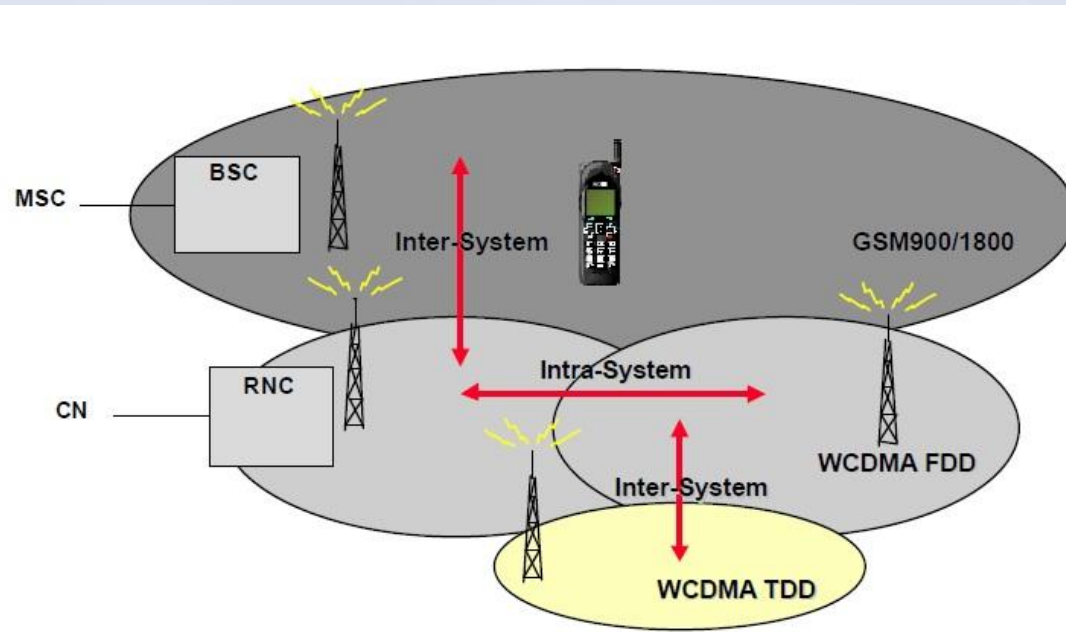 BSC
MSC
Inter-System
GSM900/1800
Intra-System
RNC
CN
WCDMA FDD
Inter-System
WCDMA TDD